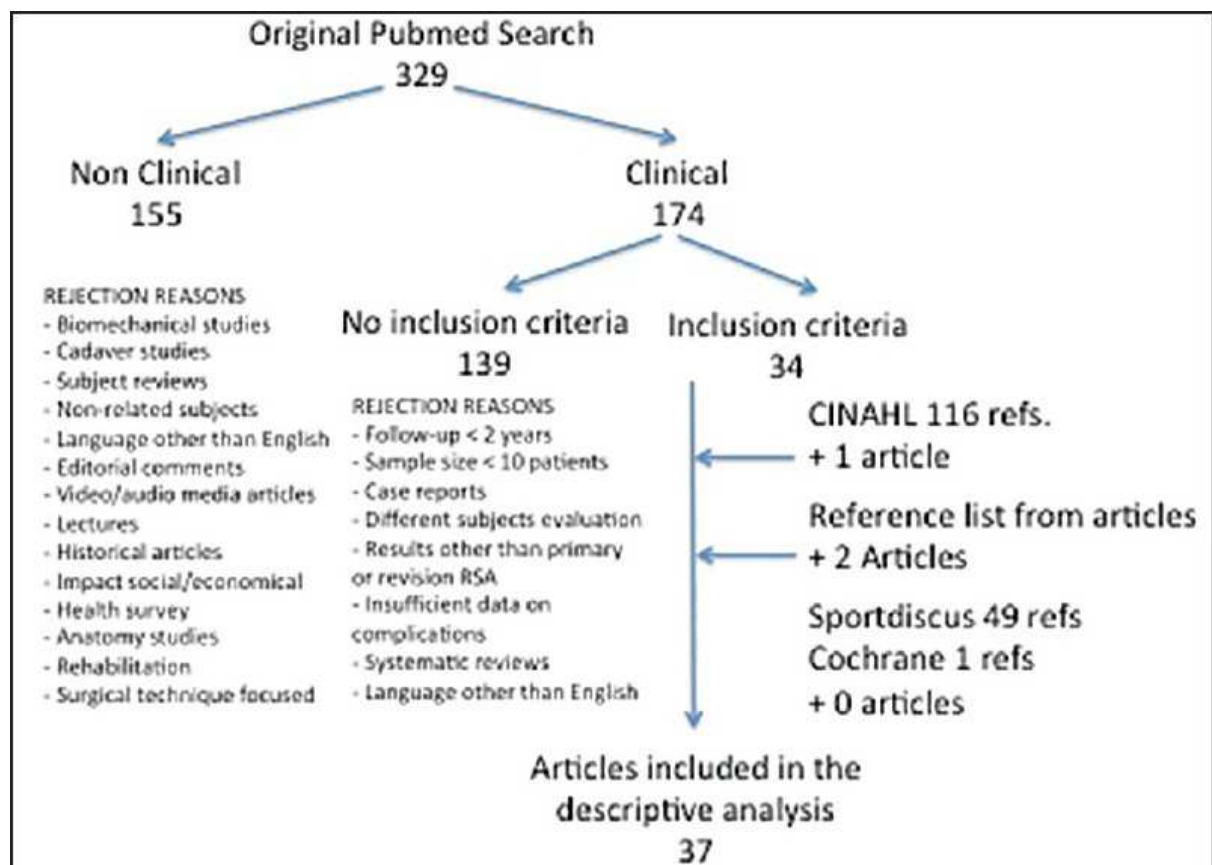 Original Pubmed Search
329
Non Clinical
155
Clinical
174
REJECTION REASONS
- Biomechanical studies
- Cadaver studies
- Subject reviews
- Non-related subjects
- Language other than English
- Editorial comments
- Video/audio media articles
- Lectures
- Historical articles
- Impact social/economical
- Health survey
- Anatomy studies
- Rehabilitation
- Surgical technique focused
No inclusion criteria
139
REJECTION REASONS
- Follow-up < 2 years
- Sample size < 10 patients
- Case reports
- Different subjects evaluation
- Results other than primary
or revision RSA
- Insufficient data on
complications
- Systematic reviews
- Language other than English
Inclusion criteria
34
CINAHL 116 refs.
+ 1 article
Reference list from articles
+ 2 Articles
Sportdiscus 49 refs
Cochrane 1 refs
+ 0 articles
Articles included in the
descriptive analysis
37